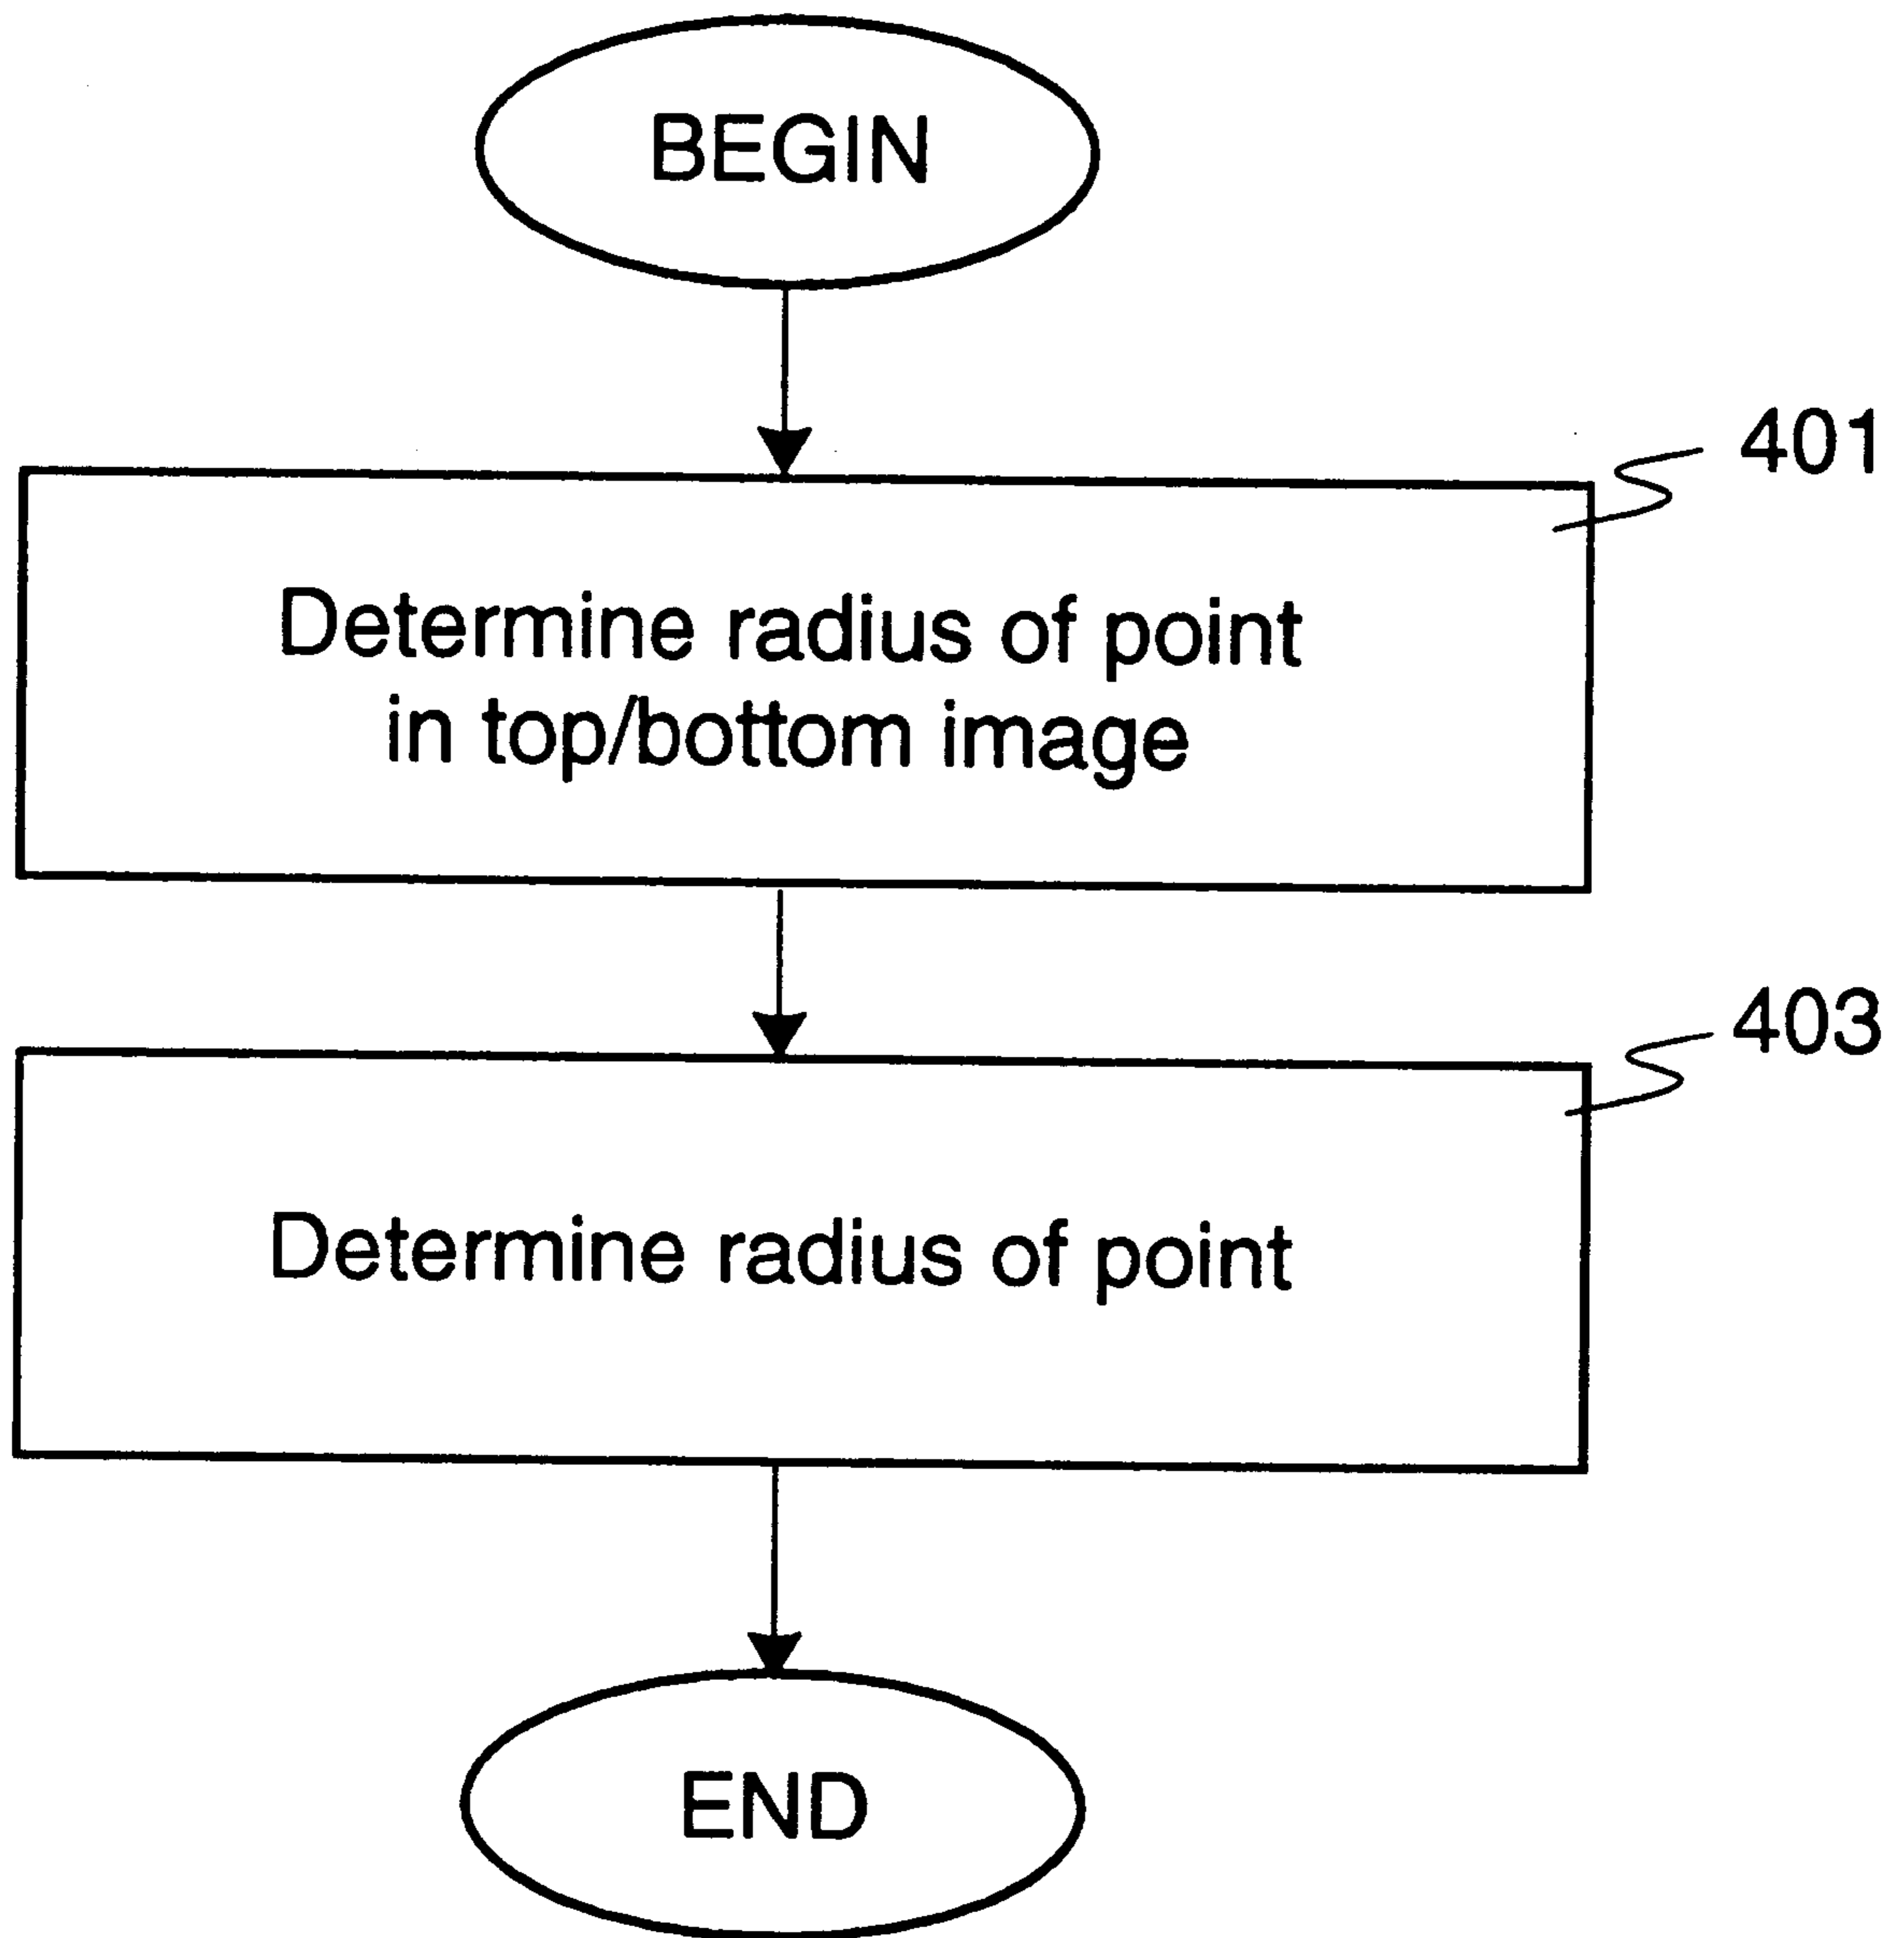 BEGIN
401
Determine radius of point
in top/bottom image
403
Determine radius of point
END